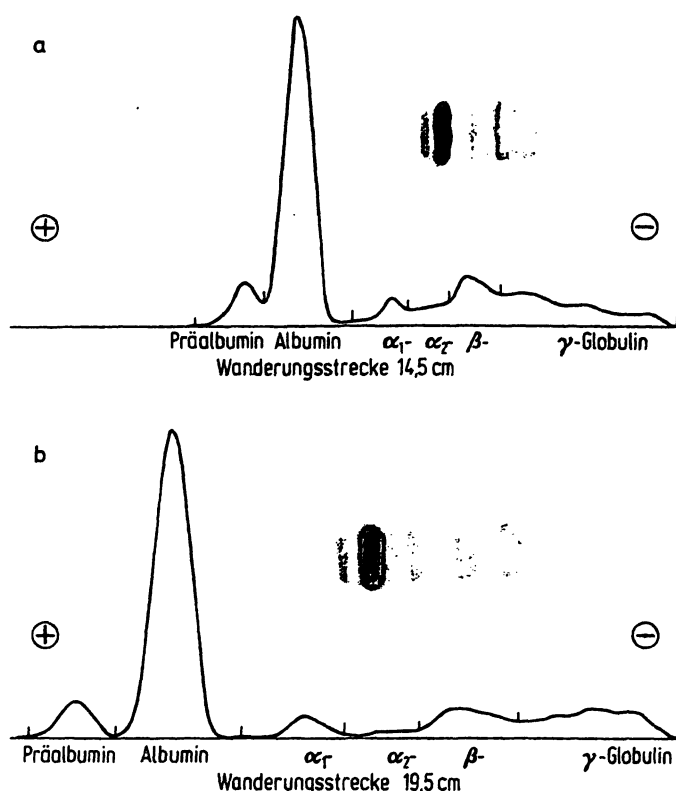 a
⊕ ⊖
Präalbumin Albumin α₁- α₂- β- γ-Globulin
Wanderungsstrecke 14,5 cm
b
⊕ ⊖
Präalbumin Albumin α₁- α₂- β- γ-Globulin
Wanderungsstrecke 19,5 cm